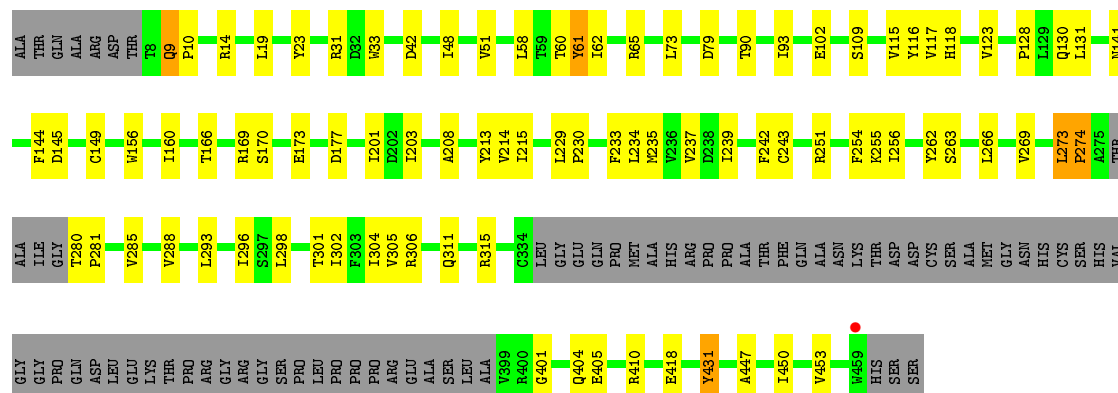 ALA THR GLN ALA ARG ASP THR T8 Q9 P10 R14 L19 Y23 R31 D32 W33 D42 I48 V51 L58 T59 T60 Y61 I62 R65 L73 D79 T90 I93 E102 S109 V115 Y116 V117 H118 V123 P128 L129 Q130 L131
F144 D145 C149 W156 I160 T166 R169 S170 E173 D177 I201 D202 I203 A208 Y213 V214 I215 L229 P230 F233 L234 M235 V236 V237 D238 I239 F242 C243 R251 F254 K255 I256 Y262 S263 L266 V269 L273 P274 A275 THR
ALA ILE GLY T280 P281 V285 V288 L293 I296 S297 L298 T301 I302 F303 I304 V305 R306 Q311 R315 C334 LEU GLY GLU GLN PRO MET ALA HIS ARG PRO PRO ALA THR PHE GLN ALA ASN LYS THR ASP ASP CYS SER ALA MET GLY ASN HIS CYS SER HIS VAL
GLY GLY PRO GLN ASP LEU GLU LYS THR PRO ARG GLY ARG GLY SER PRO LEU PRO PRO PRO ARG GLU ALA SER LEU ALA V399 R400 G401 Q404 E405 R410 E418 Y431 A447 I450 V453 W459 HIS SER SER